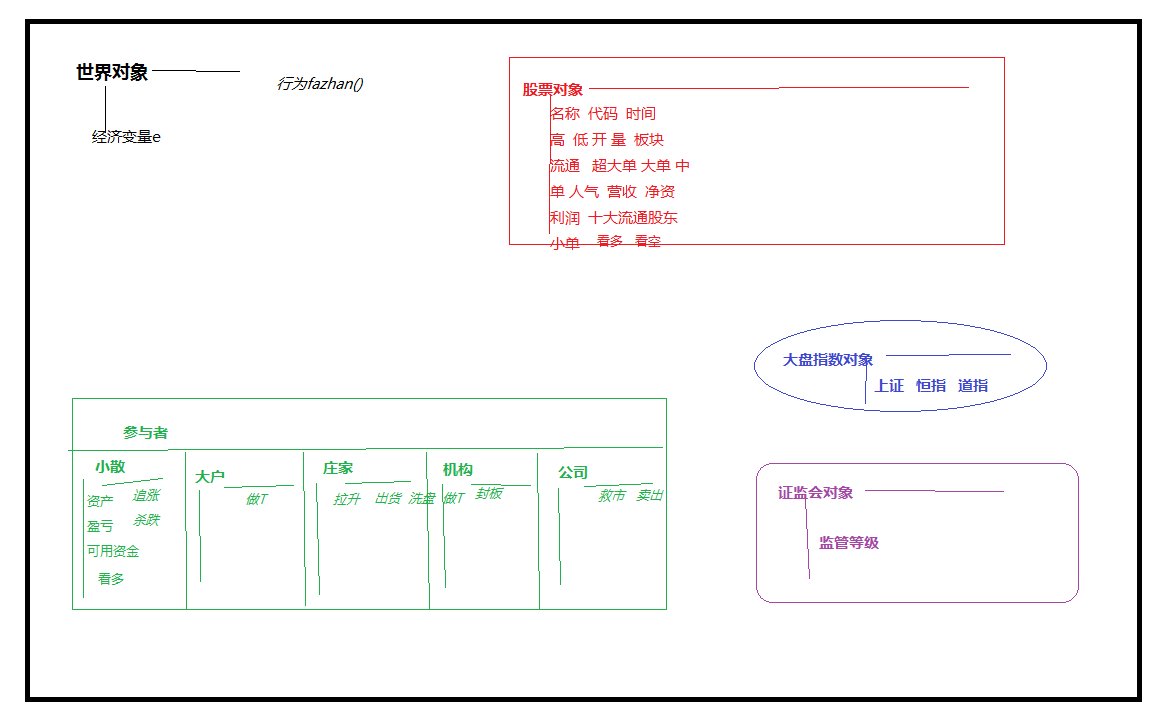 世界对象
行为fazhan()
经济变量e
股票对象
名称 代码 时间
高 低 开 量 板块
流通 超大单 大单 中
单 人气 营收 净资
利润 十大流通股东
小单 看多 看空
大盘指数对象
上证 恒指 道指
参与者
小散
资产 追涨
盈亏 杀跌
可用资金
看多
大户
做T
庄家
拉升 出货 洗盘
机构
做T 封板
公司
救市 卖出
证监会对象
监管等级